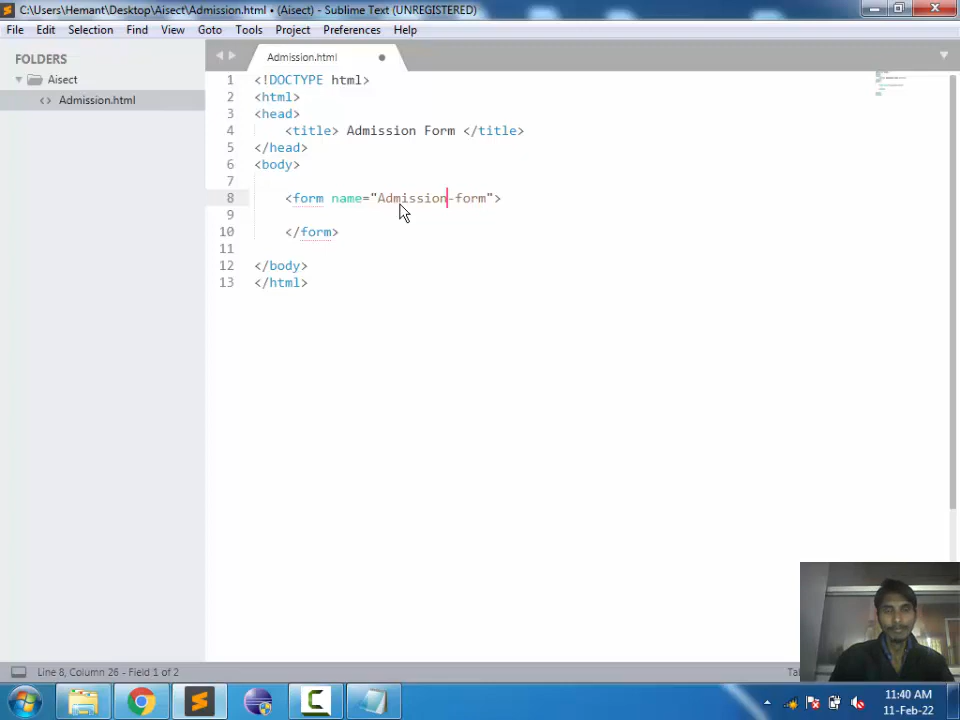 C:\Users\Hemant\Desktop\Aisect\Admission.html • (Aisect) - Sublime Text (UNREGISTERED)
File Edit Selection Find View Goto Tools Project Preferences Help
FOLDERS
Aisect
<> Admission.html
Admission.html
1 <!DOCTYPE html>
2 <html>
3 <head>
4 <title> Admission Form </title>
5 </head>
6 <body>
7
8 <form name="Admission-form">
9
10 </form>
11
12 </body>
13 </html>
Line 8, Column 26 - Field 1 of 2
11:40 AM
11-Feb-22